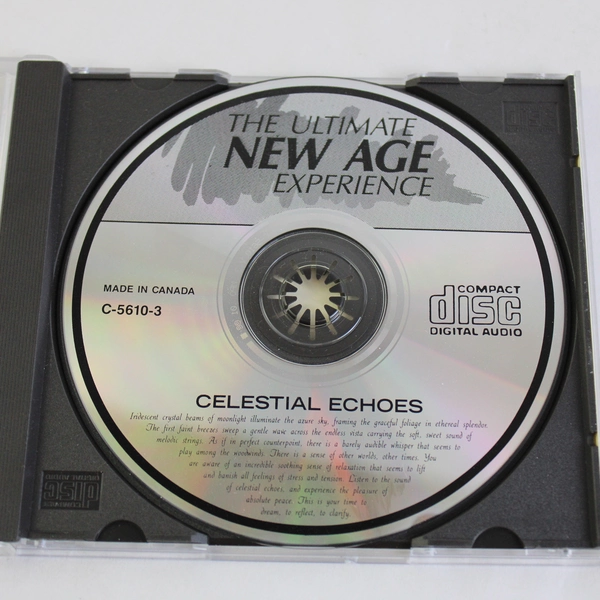 THE ULTIMATE
NEW AGE
EXPERIENCE
MADE IN CANADA
C-5610-3
COMPACT
disc
DIGITAL AUDIO
CELESTIAL ECHOES
Iridescent crystal beams of moonlight illuminate the azure sky, framing the graceful foliage in ethereal splendor.
The first faint breezes sweep a gentle wave across the endless vista carrying the soft, sweet sound of
melodic strings. As if in perfect counterpoint, there is a barely audible whisper that seems to
play among the woodwinds. There is a sense of other worlds, other times. You
are aware of an incredible soothing sense of relaxation that seems to lift
and banish all feelings of stress and tension. Listen to the sound
of celestial echoes, and experience the pleasure of
absolute peace. This is your time to
dream, to reflect, to clarify.
disc